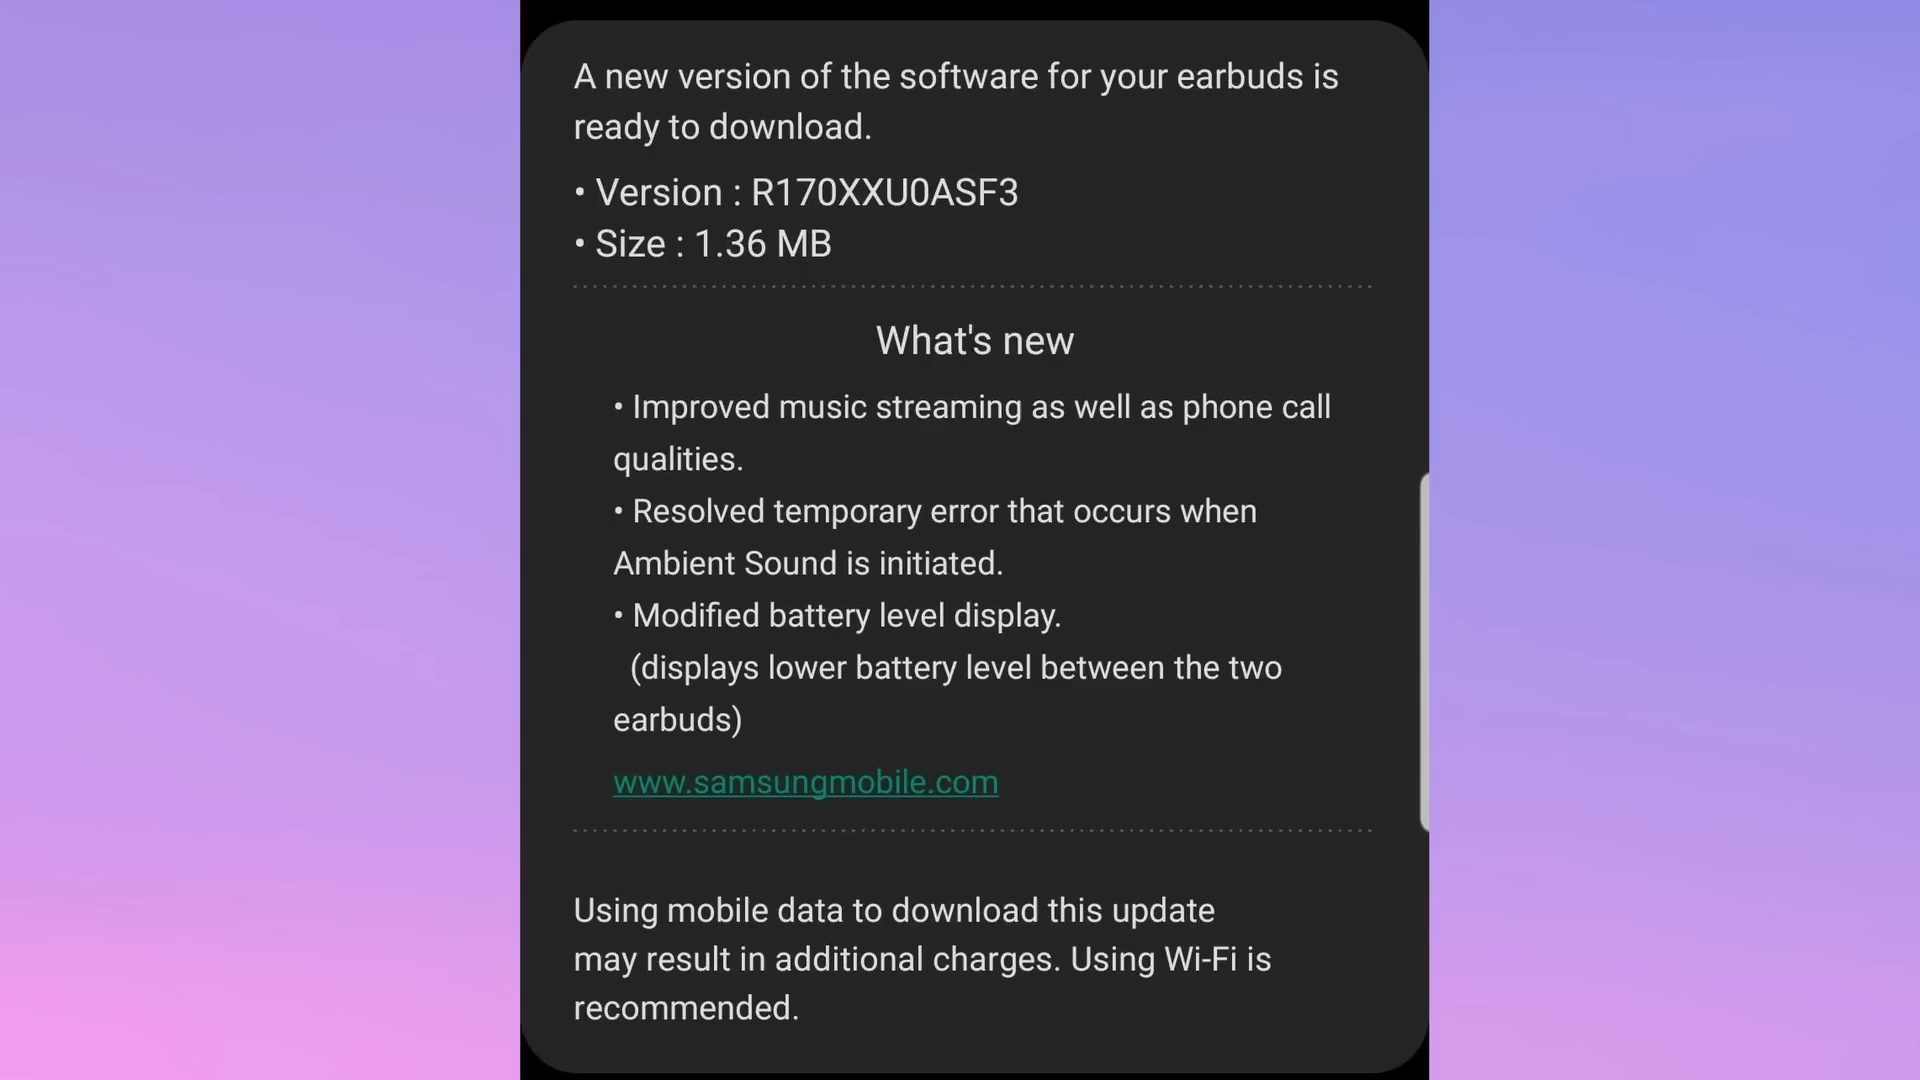 A new version of the software for your earbuds is
ready to download.
• Version : R170XXU0ASF3
• Size : 1.36 MB
What's new
• Improved music streaming as well as phone call
qualities.
• Resolved temporary error that occurs when
Ambient Sound is initiated.
• Modified battery level display.
(displays lower battery level between the two
earbuds)
www.samsungmobile.com
Using mobile data to download this update
may result in additional charges. Using Wi-Fi is
recommended.